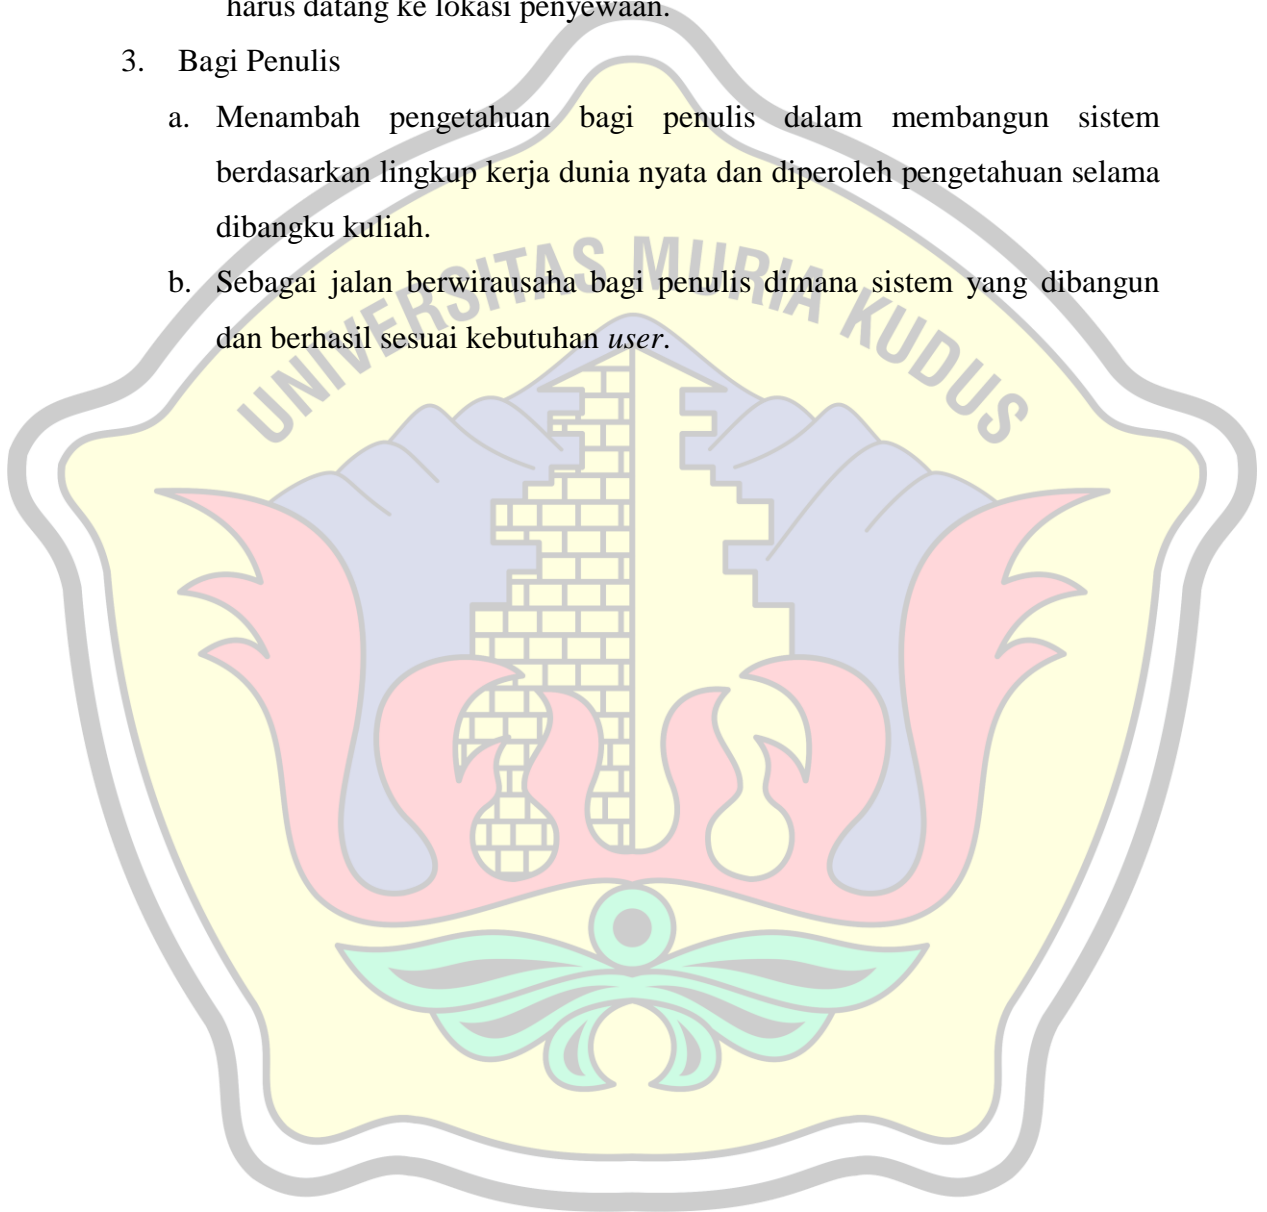 harus datang ke lokasi penyewaan.
3. Bagi Penulis
a. Menambah pengetahuan bagi penulis dalam membangun sistem
berdasarkan lingkup kerja dunia nyata dan diperoleh pengetahuan selama
dibangku kuliah.
UNIVERSITAS MURIA KUDUS
b. Sebagai jalan berwirausaha bagi penulis dimana sistem yang dibangun
dan berhasil sesuai kebutuhan user.